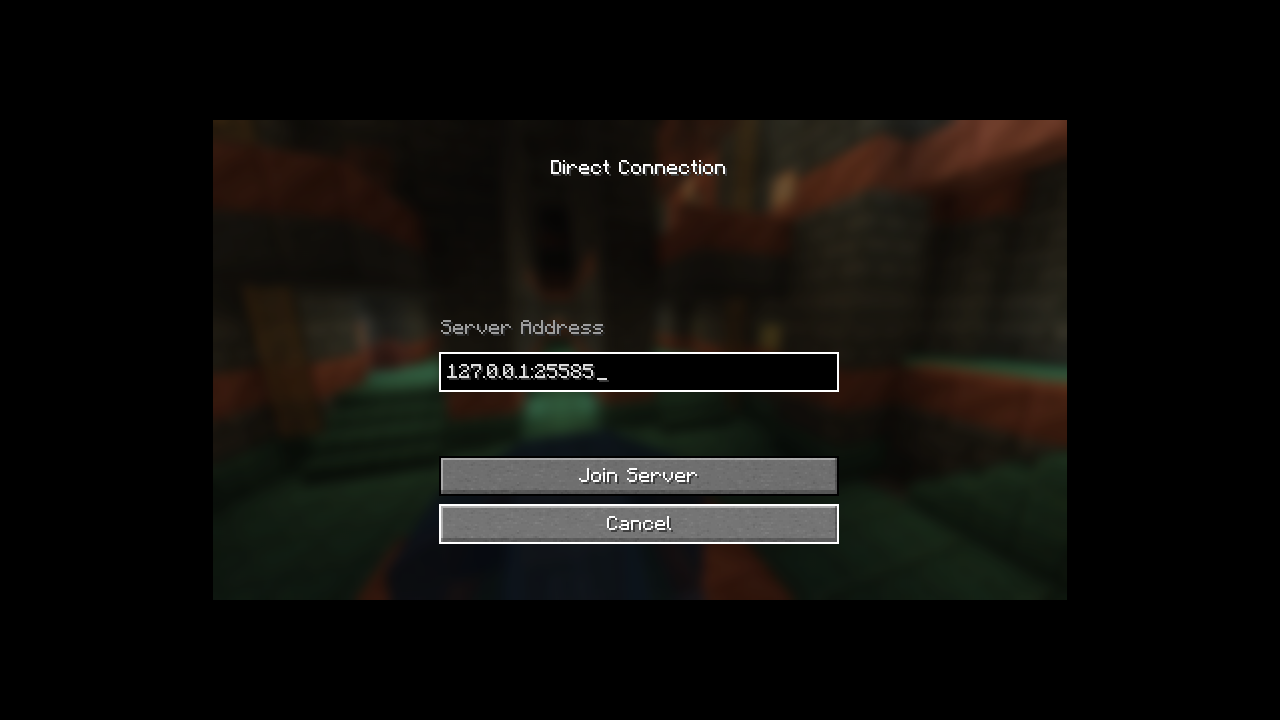 Direct Connection
Server Address
127.0.0.1:25585_
Join Server
Cancel